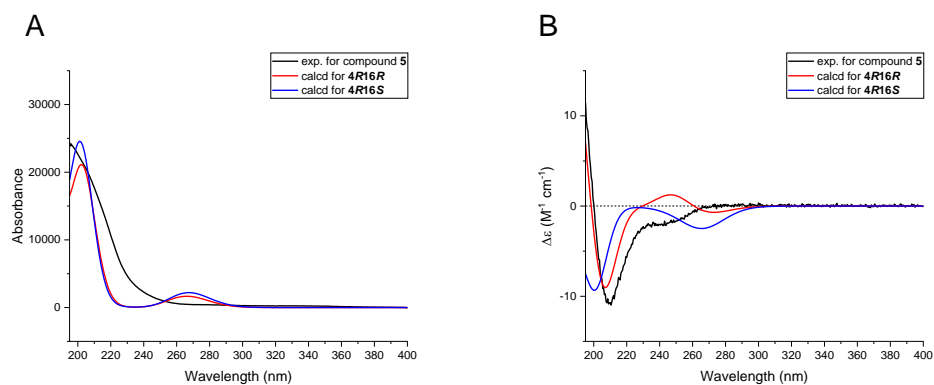 A
exp. for compound 5
calcd for 4R16R
calcd for 4R16S
30000
20000
10000
0
Absorbance
200 220 240 260 280 300 320 340 360 380 400
Wavelength (nm)
B
exp. for compound 5
calcd for 4R16R
calcd for 4R16S
10
0
-10
Δε (M⁻¹ cm⁻¹)
200 220 240 260 280 300 320 340 360 380 400
Wavelength (nm)